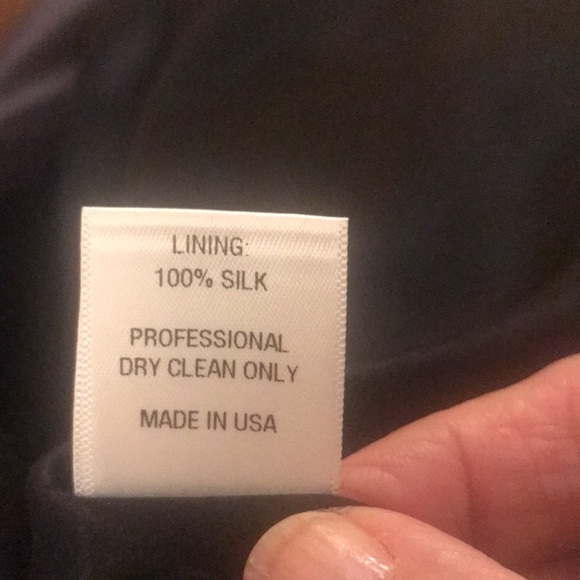 LINING:
100% SILK
PROFESSIONAL
DRY CLEAN ONLY
MADE IN USA